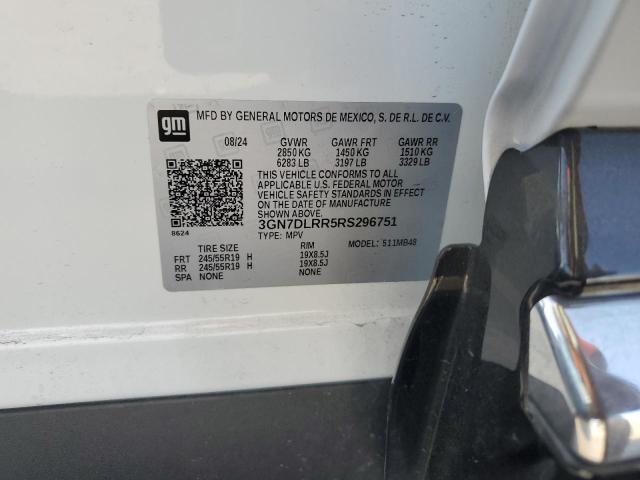 gm
MFD BY GENERAL MOTORS DE MEXICO, S. DE R.L. DE C.V.
08/24 GVWR GAWR FRT GAWR RR
2850 KG 1450 KG 1510 KG
6283 LB 3197 LB 3329 LB
THIS VEHICLE CONFORMS TO ALL
APPLICABLE U.S. FEDERAL MOTOR
VEHICLE SAFETY STANDARDS IN EFFECT
ON THE DATE OF MANUFACTURE
SHOWN ABOVE.
3GN7DLRR5RS296751
8624 TYPE: MPV MODEL: 511MB48
TIRE SIZE RIM
FRT 245/55R19 H 19X8.5J
RR 245/55R19 H 19X8.5J
SPA NONE NONE